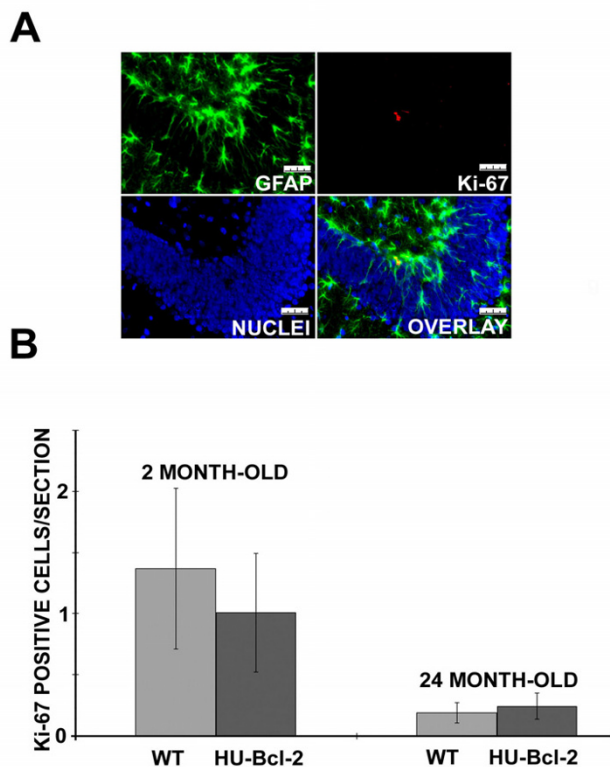 A
GFAP
Ki-67
NUCLEI
OVERLAY
B
Ki-67 POSITIVE CELLS/SECTION
2
1
0
2 MONTH-OLD
24 MONTH-OLD
WT
HU-Bcl-2
WT
HU-Bcl-2